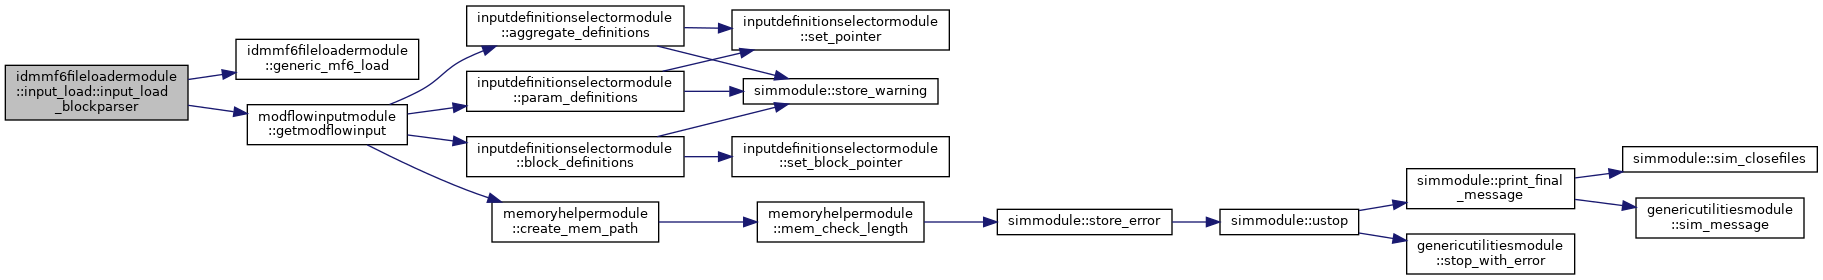 idmmf6fileloadermodule
::input_load::input_load
_blockparser
idmmf6fileloadermodule
::generic_mf6_load
modflowinputmodule
::getmodflowinput
inputdefinitionselectormodule
::aggregate_definitions
inputdefinitionselectormodule
::param_definitions
inputdefinitionselectormodule
::block_definitions
memoryhelpermodule
::create_mem_path
inputdefinitionselectormodule
::set_pointer
simmodule::store_warning
inputdefinitionselectormodule
::set_block_pointer
memoryhelpermodule
::mem_check_length
simmodule::store_error
simmodule::ustop
simmodule::print_final
_message
genericutilitiesmodule
::stop_with_error
simmodule::sim_closefiles
genericutilitiesmodule
::sim_message